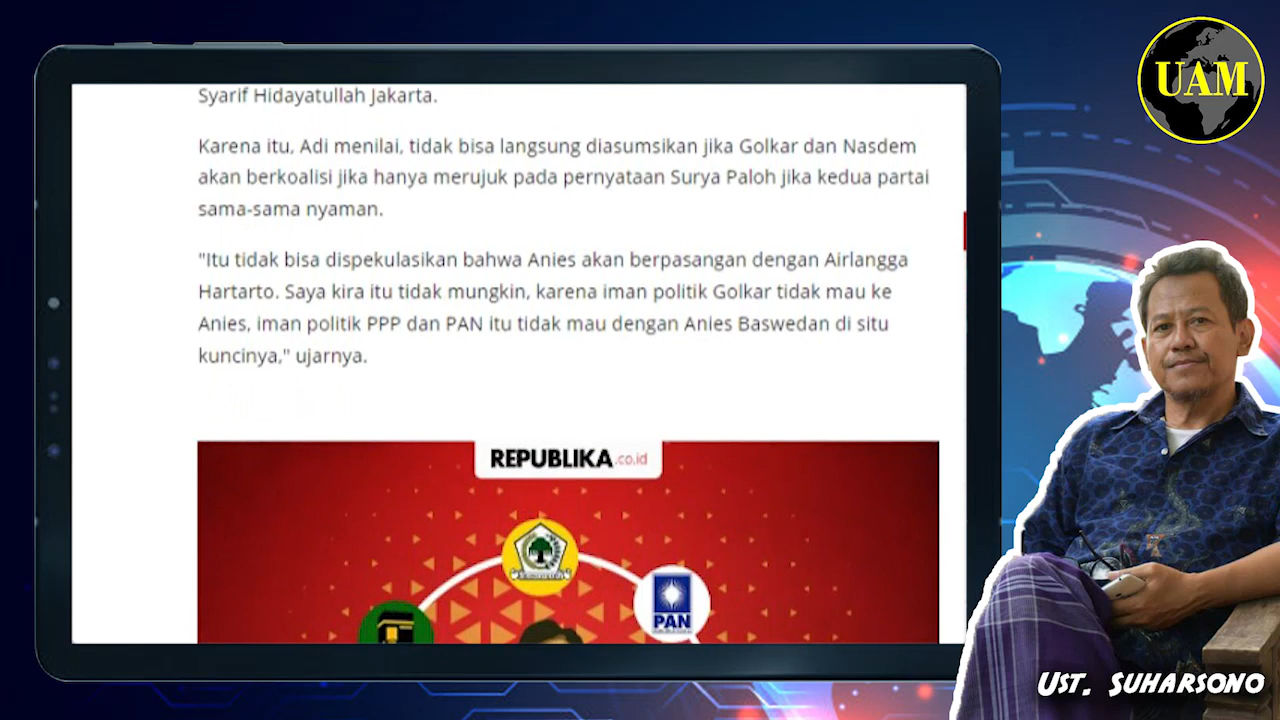 UAM
Syarif Hidayatullah Jakarta.
Karena itu, Adi menilai, tidak bisa langsung diasumsikan jika Golkar dan Nasdem
akan berkoalisi jika hanya merujuk pada pernyataan Surya Paloh jika kedua partai
sama-sama nyaman.
"Itu tidak bisa dispekulasikan bahwa Anies akan berpasangan dengan Airlangga
Hartarto. Saya kira itu tidak mungkin, karena iman politik Golkar tidak mau ke
Anies, iman politik PPP dan PAN itu tidak mau dengan Anies Baswedan di situ
kuncinya," ujarnya.
REPUBLIKA.co.id
PAN
Ust. Suharsono